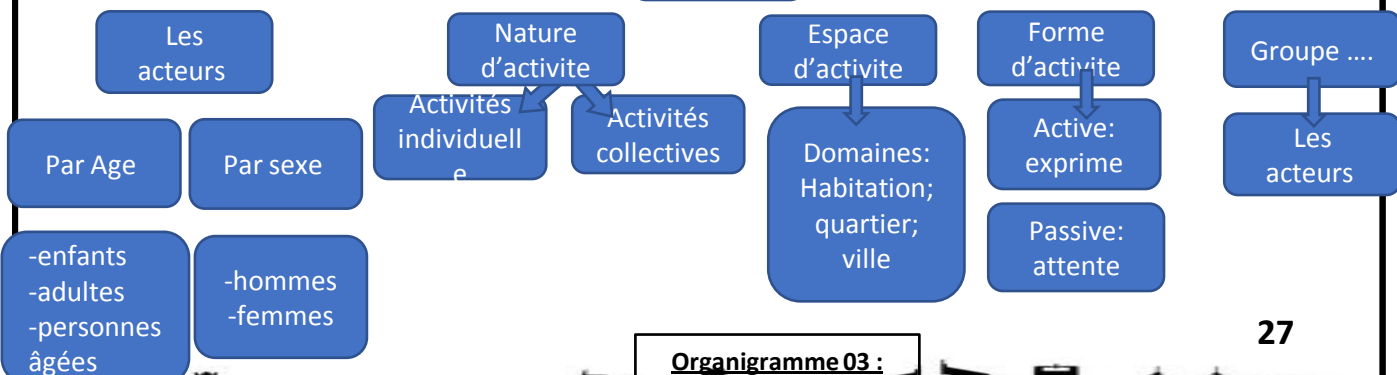 Les
acteurs
Nature
d’activite
Espace
d’activite
Forme
d’activite
Groupe ....
Par Age
Par sexe
Activités
individuell
e
Activités
collectives
Domaines:
Habitation;
quartier;
ville
Active:
exprime
Les
acteurs
Passive:
attente
-enfants
-adultes
-personnes
âgées
-hommes
-femmes
27
Organigramme 03 :